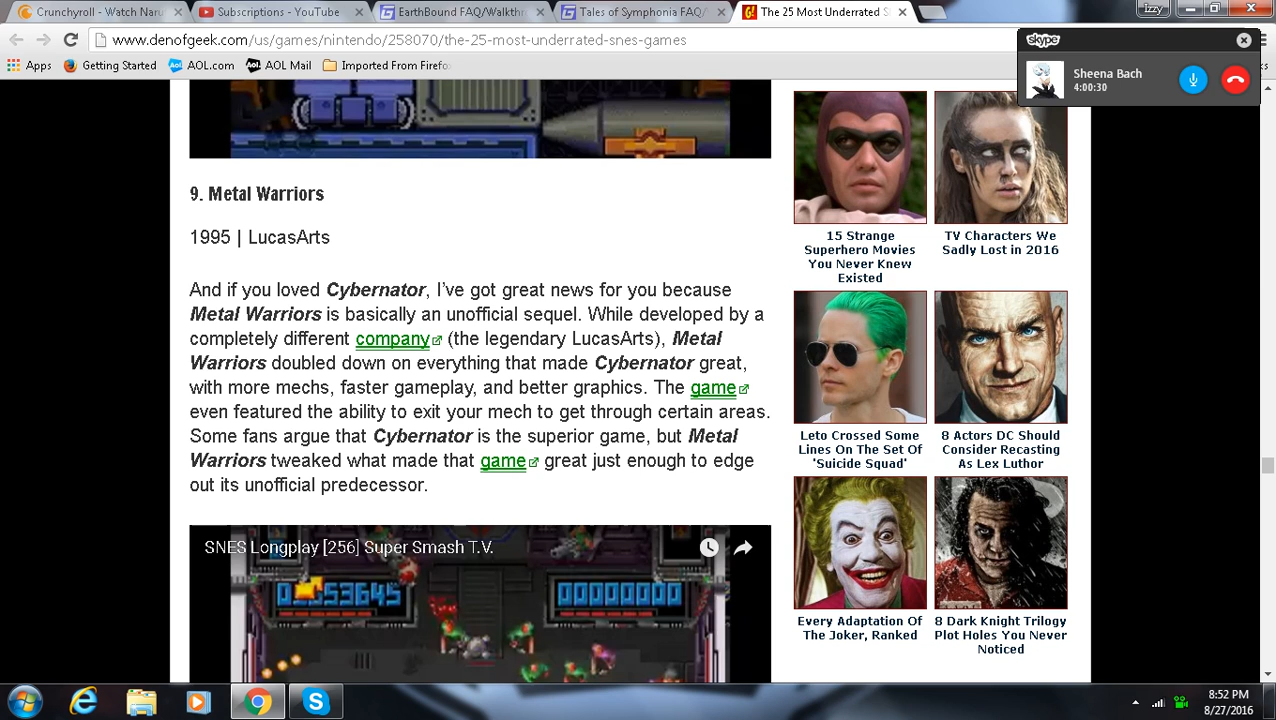 Crunchyroll - Watch Naru
Subscriptions - YouTube
EarthBound FAQ/Walkthr
Tales of Symphonia FAQ/
The 25 Most Underrated S
Izzy
www.denofgeek.com/us/games/nintendo/258070/the-25-most-underrated-snes-games
Apps
Getting Started
AOL.com
AOL Mail
Imported From Firefo
skype
Sheena Bach
4:00:30
9. Metal Warriors
1995 | LucasArts
And if you loved Cybernator, I've got great news for you because
Metal Warriors is basically an unofficial sequel. While developed by a
completely different company (the legendary LucasArts), Metal
Warriors doubled down on everything that made Cybernator great,
with more mechs, faster gameplay, and better graphics. The game
even featured the ability to exit your mech to get through certain areas.
Some fans argue that Cybernator is the superior game, but Metal
Warriors tweaked what made that game great just enough to edge
out its unofficial predecessor.
SNES Longplay [256] Super Smash T.V.
00000000
15 Strange
Superhero Movies
You Never Knew
Existed
TV Characters We
Sadly Lost in 2016
Leto Crossed Some
Lines On The Set Of
'Suicide Squad'
8 Actors DC Should
Consider Recasting
As Lex Luthor
Every Adaptation Of
The Joker, Ranked
8 Dark Knight Trilogy
Plot Holes You Never
Noticed
8:52 PM
8/27/2016